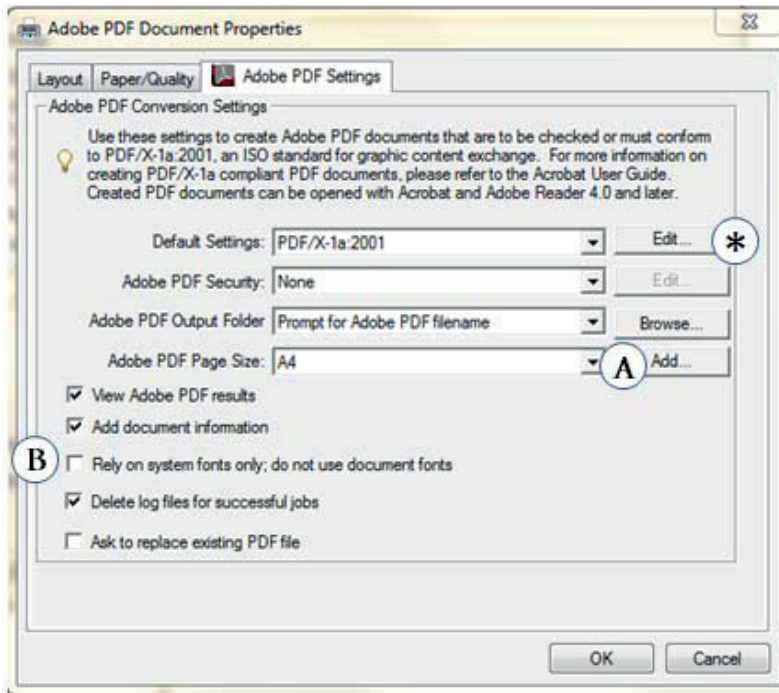 Adobe PDF Document Properties
Layout Paper/Quality Adobe PDF Settings
Adobe PDF Conversion Settings
Use these settings to create Adobe PDF documents that are to be checked or must conform
to PDF/X-1a:2001, an ISO standard for graphic content exchange. For more information on
creating PDF/X-1a compliant PDF documents, please refer to the Acrobat User Guide.
Created PDF documents can be opened with Acrobat and Adobe Reader 4.0 and later.
Default Settings: PDF/X-1a:2001 Edit... *
Adobe PDF Security: None Edit...
Adobe PDF Output Folder Prompt for Adobe PDF filename Browse...
Adobe PDF Page Size: A4 A Add...
View Adobe PDF results
Add document information
B Rely on system fonts only; do not use document fonts
Delete log files for successful jobs
Ask to replace existing PDF file
OK Cancel